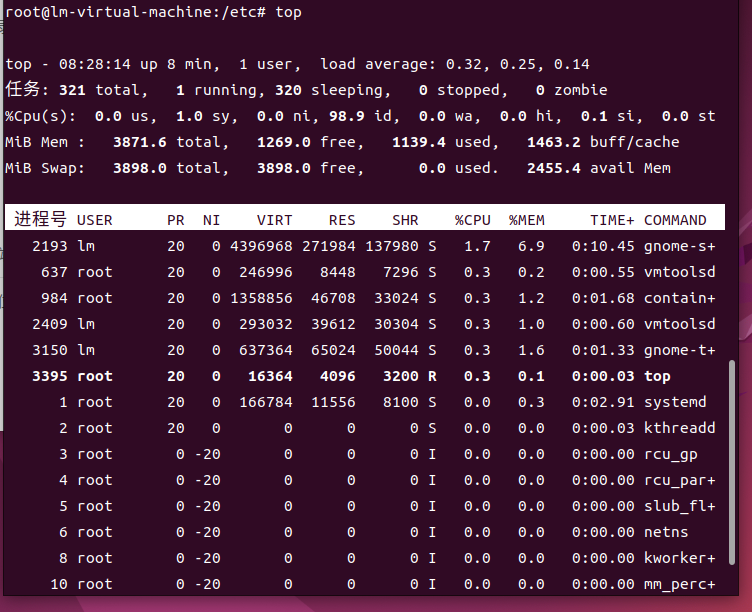 root@lm-virtual-machine:/etc# top
top - 08:28:14 up 8 min,  1 user,  load average: 0.32, 0.25, 0.14
任务: 321 total,   1 running, 320 sleeping,   0 stopped,   0 zombie
%Cpu(s):  0.0 us,  1.0 sy,  0.0 ni, 98.9 id,  0.0 wa,  0.0 hi,  0.1 si,  0.0 st
MiB Mem :   3871.6 total,   1269.0 free,   1139.4 used,   1463.2 buff/cache
MiB Swap:   3898.0 total,   3898.0 free,      0.0 used.   2455.4 avail Mem
进程号 USER      PR  NI    VIRT    RES    SHR    %CPU  %MEM     TIME+ COMMAND
2193 lm        20   0 4396968 271984 137980 S   1.7   6.9   0:10.45 gnome-s+
637 root      20   0  246996   8448   7296 S   0.3   0.2   0:00.55 vmtoolsd
984 root      20   0 1358856  46708  33024 S   0.3   1.2   0:01.68 contain+
2409 lm        20   0  293032  39612  30304 S   0.3   1.0   0:00.60 vmtoolsd
3150 lm        20   0  637364  65024  50044 S   0.3   1.6   0:01.33 gnome-t+
3395 root      20   0   16364   4096   3200 R   0.3   0.1   0:00.03 top
1 root      20   0  166784  11556   8100 S   0.0   0.3   0:02.91 systemd
2 root      20   0       0      0      0 S   0.0   0.0   0:00.03 kthreadd
3 root       0 -20       0      0      0 I   0.0   0.0   0:00.00 rcu_gp
4 root       0 -20       0      0      0 I   0.0   0.0   0:00.00 rcu_par+
5 root       0 -20       0      0      0 I   0.0   0.0   0:00.00 slub_fl+
6 root       0 -20       0      0      0 I   0.0   0.0   0:00.00 netns
8 root       0 -20       0      0      0 I   0.0   0.0   0:00.00 kworker+
10 root       0 -20       0      0      0 I   0.0   0.0   0:00.00 mm_perc+